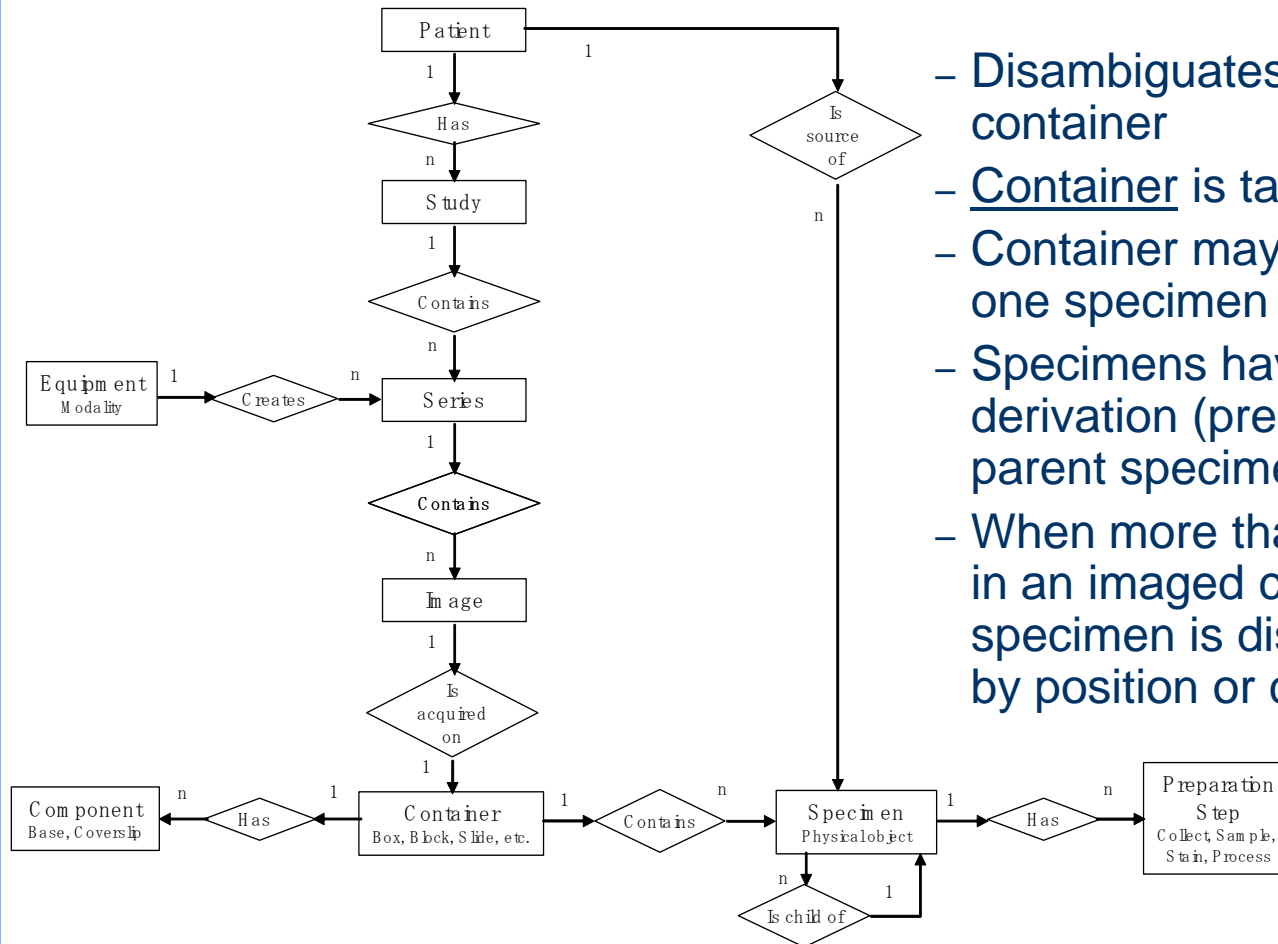 Patient
1
1
Has
Is
source
of
n
n
Study
1
Contains
n
Equipment
Modality
1
Creates
n
Series
1
Contains
n
Image
1
Is
acquired
on
1
Component
Base, Coverslip
n
Has
1
Container
Box, Block, Slide, etc.
1
Contains
n
Specimen
Physical object
1
Has
n
Preparation
Step
Collect, Sample,
Stain, Process
n
1
Is child of
– Disambiguates
container
– Container is ta
– Container may
one specimen
– Specimens hav
derivation (pre
parent specime
– When more tha
in an imaged c
specimen is dis
by position or c